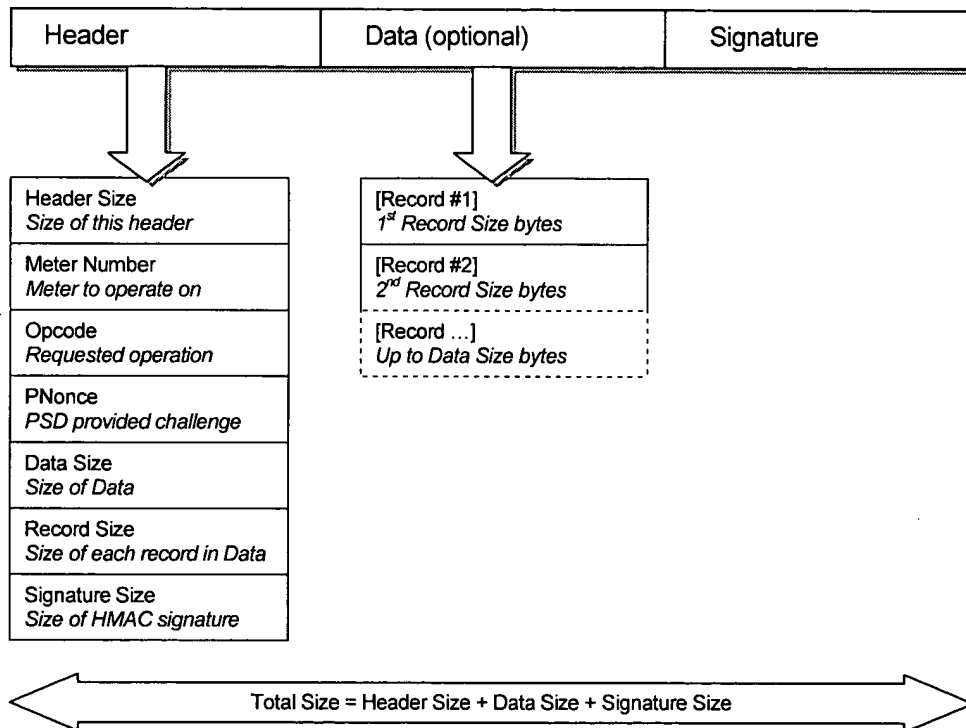 Header Data (optional) Signature
Header Size
Size of this header
Meter Number
Meter to operate on
Opcode
Requested operation
PNonce
PSD provided challenge
Data Size
Size of Data
Record Size
Size of each record in Data
Signature Size
Size of HMAC signature
[Record #1]
1st Record Size bytes
[Record #2]
2nd Record Size bytes
[Record ...]
Up to Data Size bytes
Total Size = Header Size + Data Size + Signature Size